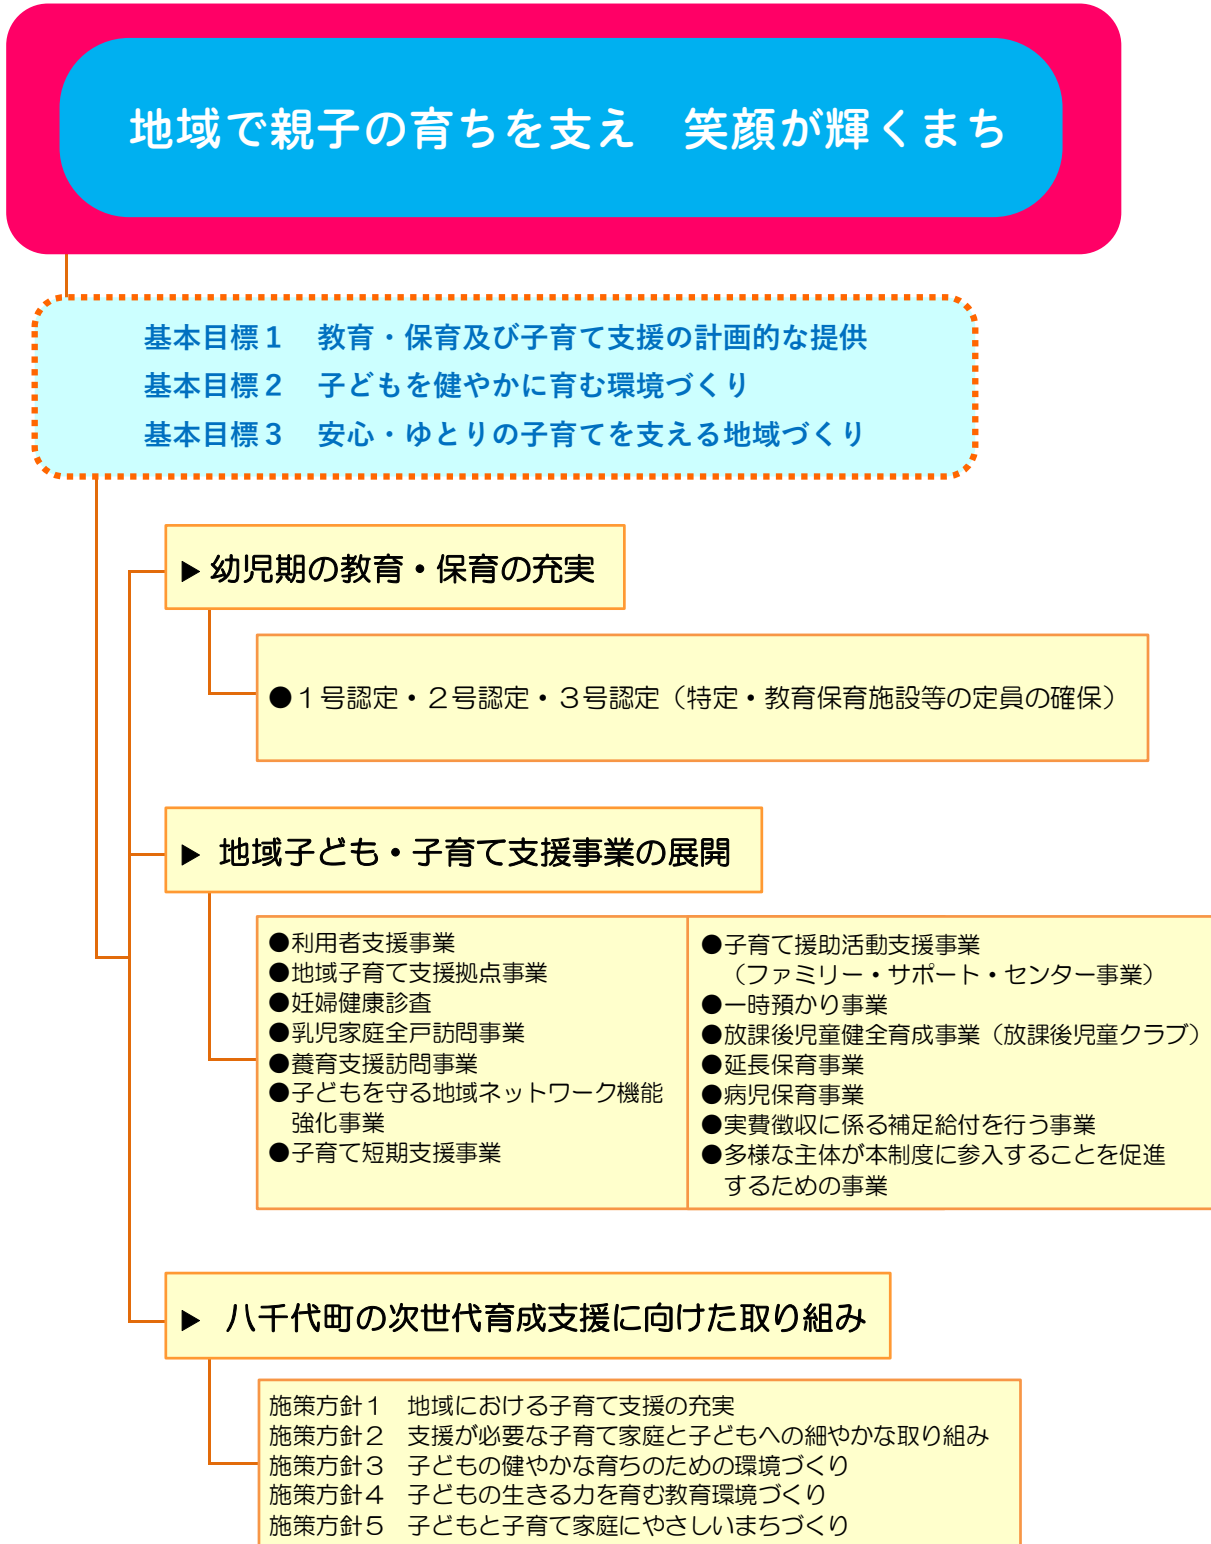 地域で親子の育ちを支え　笑顔が輝くまち
基本目標１　教育・保育及び子育て支援の計画的な提供
基本目標２　子どもを健やかに育む環境づくり
基本目標３　安心・ゆとりの子育てを支える地域づくり
▶幼児期の教育・保育の充実
●１号認定・２号認定・３号認定（特定・教育保育施設等の定員の確保）
▶ 地域子ども・子育て支援事業の展開
●利用者支援事業
●地域子育て支援拠点事業
●妊婦健康診査
●乳児家庭全戸訪問事業
●養育支援訪問事業
●子どもを守る地域ネットワーク機能
強化事業
●子育て短期支援事業
●子育て援助活動支援事業
（ファミリー・サポート・センター事業）
●一時預かり事業
●放課後児童健全育成事業（放課後児童クラブ）
●延長保育事業
●病児保育事業
●実費徴収に係る補足給付を行う事業
●多様な主体が本制度に参入することを促進
するための事業
▶ 八千代町の次世代育成支援に向けた取り組み
施策方針１　地域における子育て支援の充実
施策方針２　支援が必要な子育て家庭と子どもへの細やかな取り組み
施策方針３　子どもの健やかな育ちのための環境づくり
施策方針４　子どもの生きる力を育む教育環境づくり
施策方針５　子どもと子育て家庭にやさしいまちづくり